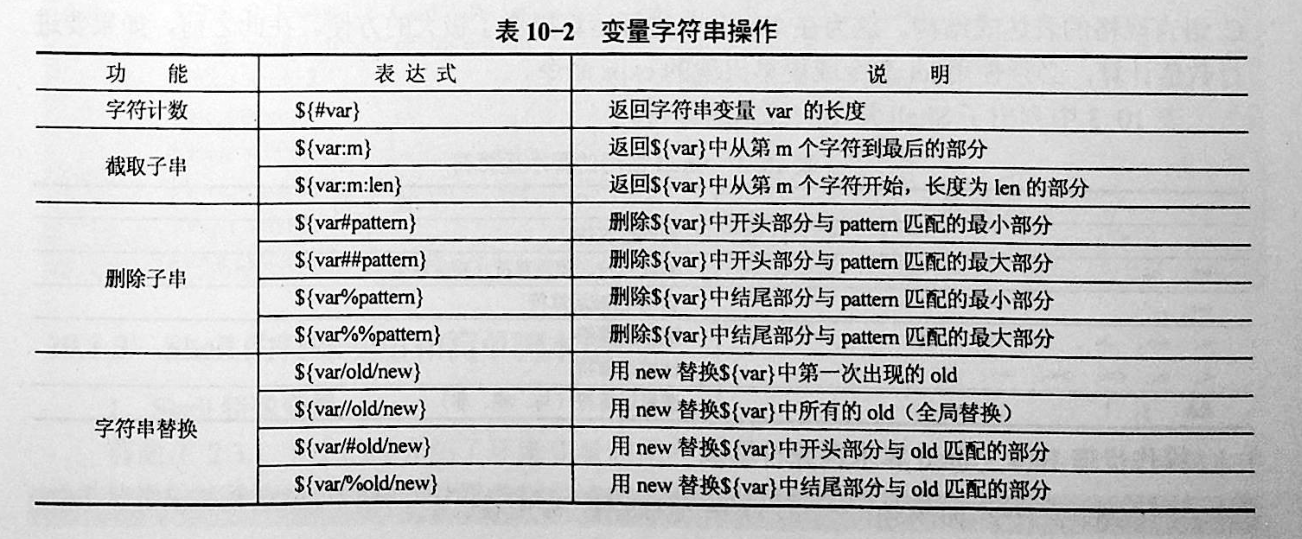 表 10-2 变量字符串操作
功 能 表 达 式 说 明
字符计数 ${#var} 返回字符串变量 var 的长度
截取子串 ${var:m} 返回${var}中从第 m 个字符到最后的部分
${var:m:len} 返回${var}中从第 m 个字符开始，长度为 len 的部分
删除子串 ${var#pattern} 删除${var}中开头部分与 pattern 匹配的最小部分
${var##pattern} 删除${var}中开头部分与 pattern 匹配的最大部分
${var%pattern} 删除${var}中结尾部分与 pattern 匹配的最小部分
${var%%pattern} 删除${var}中结尾部分与 pattern 匹配的最大部分
字符串替换 ${var/old/new} 用 new 替换${var}中第一次出现的 old
${var//old/new} 用 new 替换${var}中所有的 old（全局替换）
${var/#old/new} 用 new 替换${var}中开头部分与 old 匹配的部分
${var/%old/new} 用 new 替换${var}中结尾部分与 old 匹配的部分